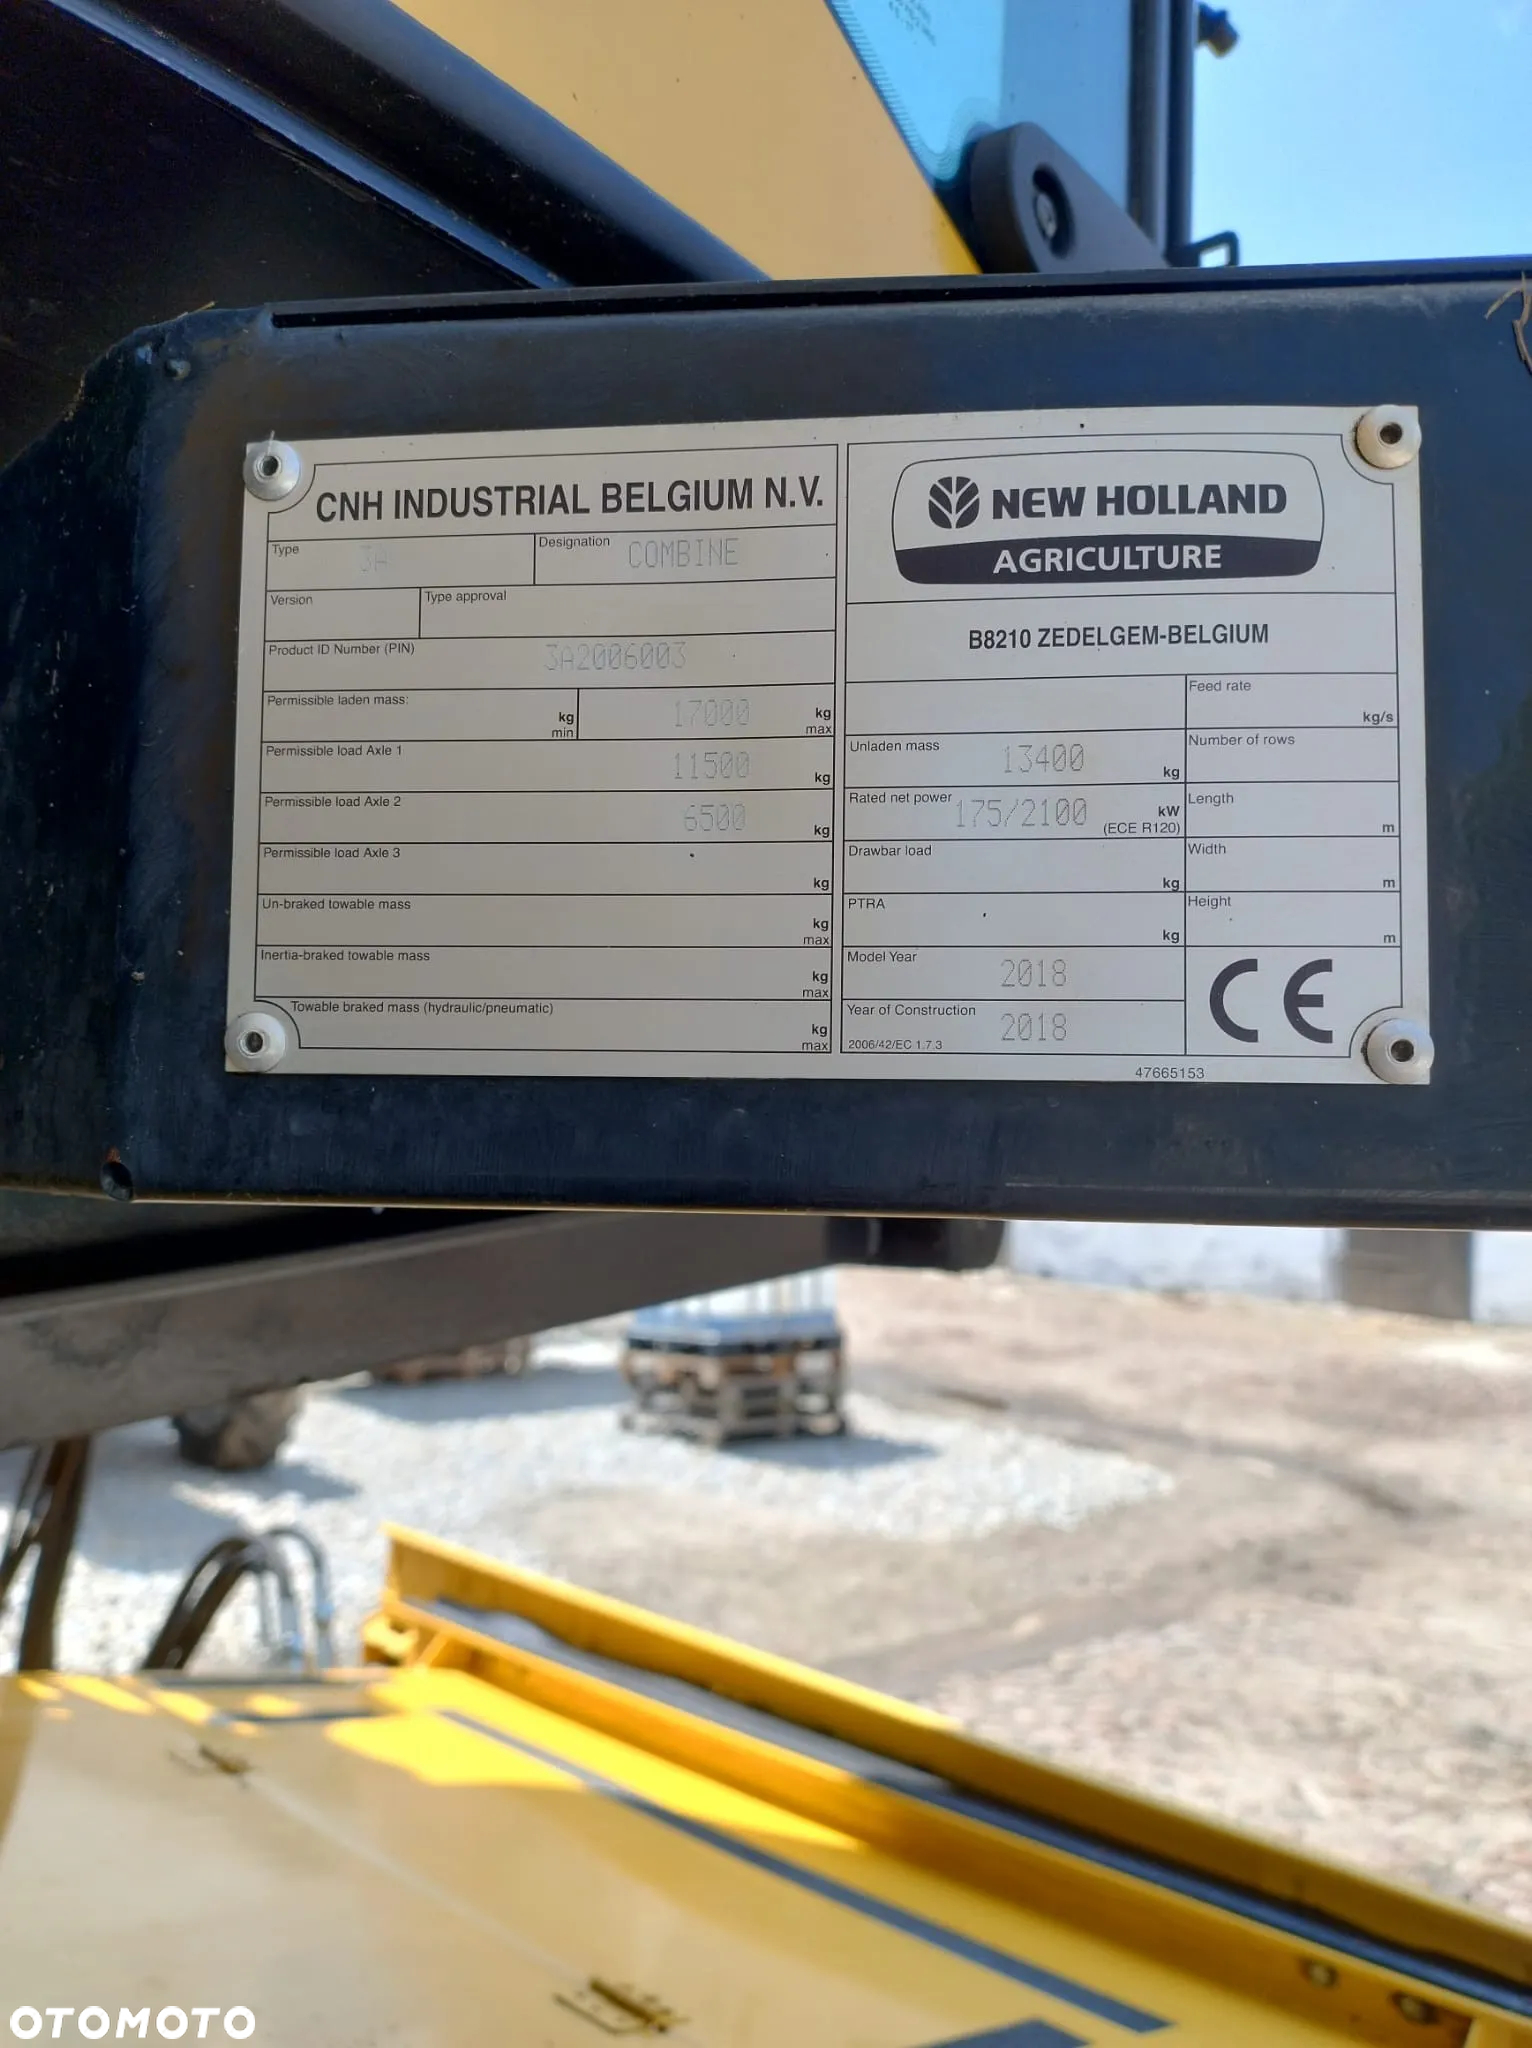 CNH INDUSTRIAL BELGIUM N.V.
Type 3A Designation COMBINE
Version Type approval
Product ID Number (PIN) 3A2006003
Permissible laden mass: kg min 17000 kg max
Permissible load Axle 1 11500 kg
Permissible load Axle 2 6500 kg
Permissible load Axle 3 kg
Un-braked towable mass kg max
Inertia-braked towable mass kg max
Towable braked mass (hydraulic/pneumatic) kg max
NEW HOLLAND
AGRICULTURE
B8210 ZEDELGEM-BELGIUM
Feed rate kg/s
Unladen mass 13400 kg Number of rows
Rated net power 175/2100 kW (ECE R120) Length m
Drawbar load kg Width m
PTRA kg Height m
Model Year 2018
Year of Construction 2018
2006/42/EC 1.7.3
CE
47665153
OTOMOTO